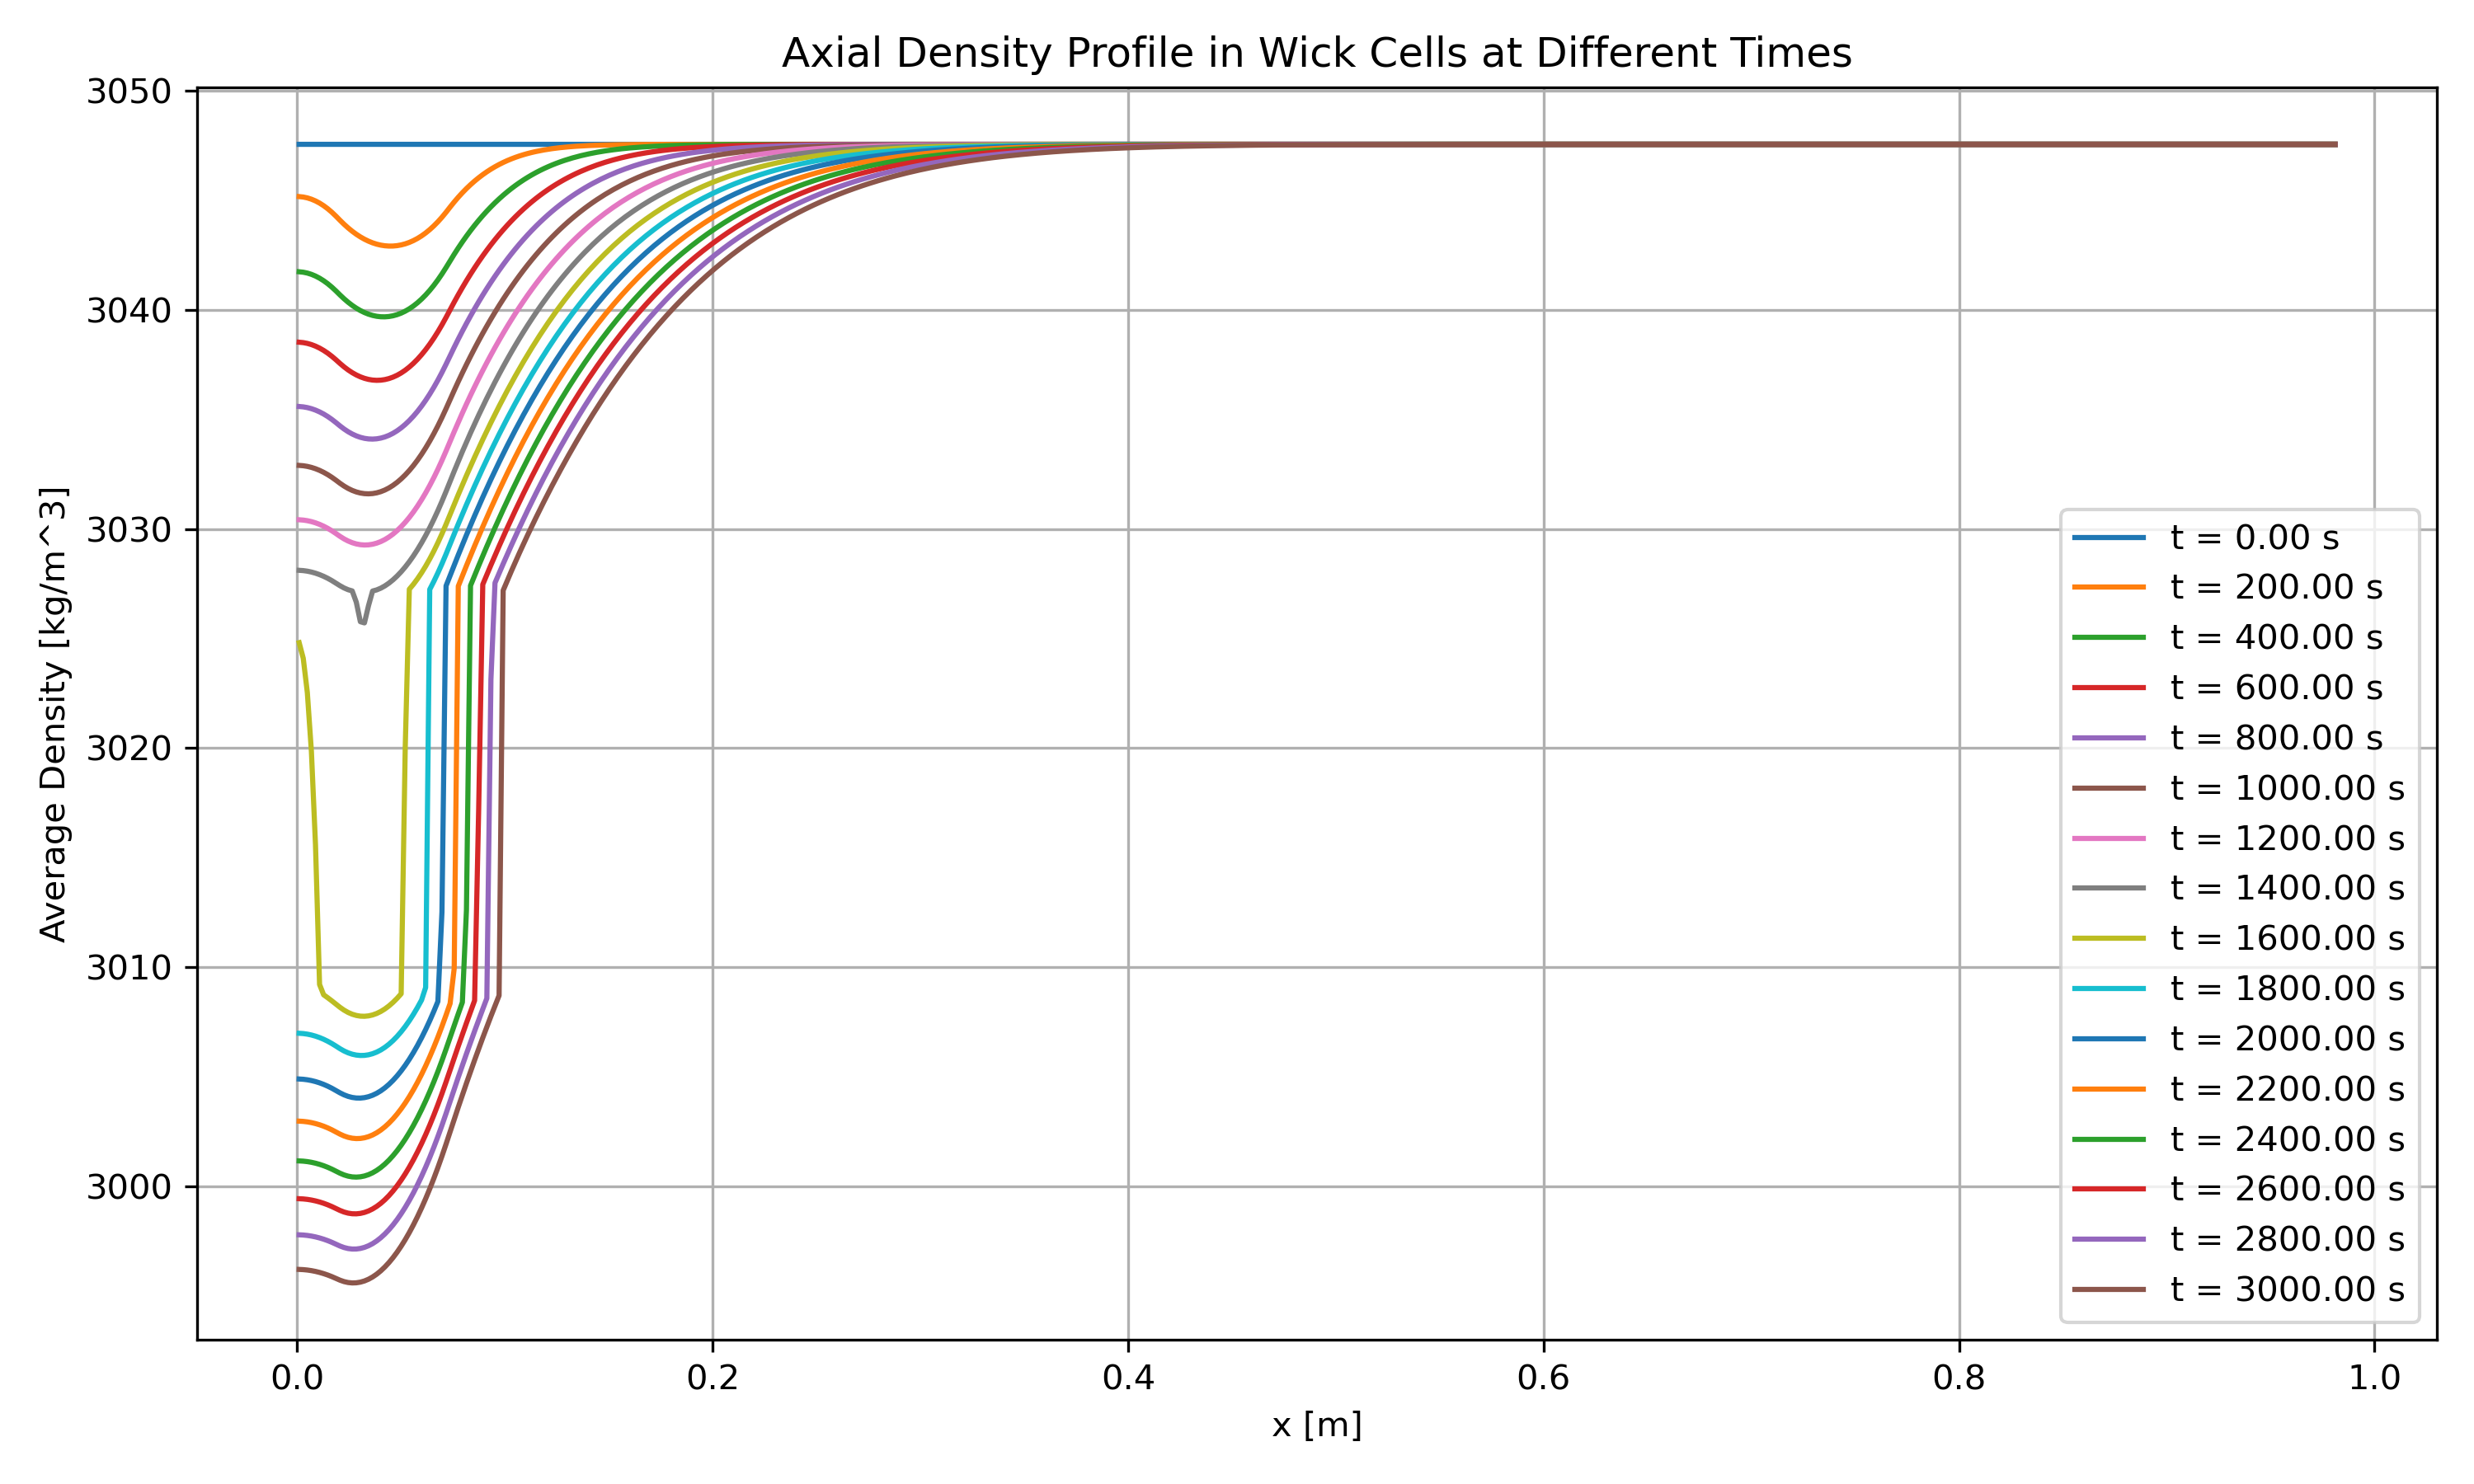 Axial Density Profile in Wick Cells at Different Times
Average Density [kg/m^3]
3050
3040
3030
3020
3010
3000
0.0 0.2 0.4 0.6 0.8 1.0
x [m]
t = 0.00 s
t = 200.00 s
t = 400.00 s
t = 600.00 s
t = 800.00 s
t = 1000.00 s
t = 1200.00 s
t = 1400.00 s
t = 1600.00 s
t = 1800.00 s
t = 2000.00 s
t = 2200.00 s
t = 2400.00 s
t = 2600.00 s
t = 2800.00 s
t = 3000.00 s